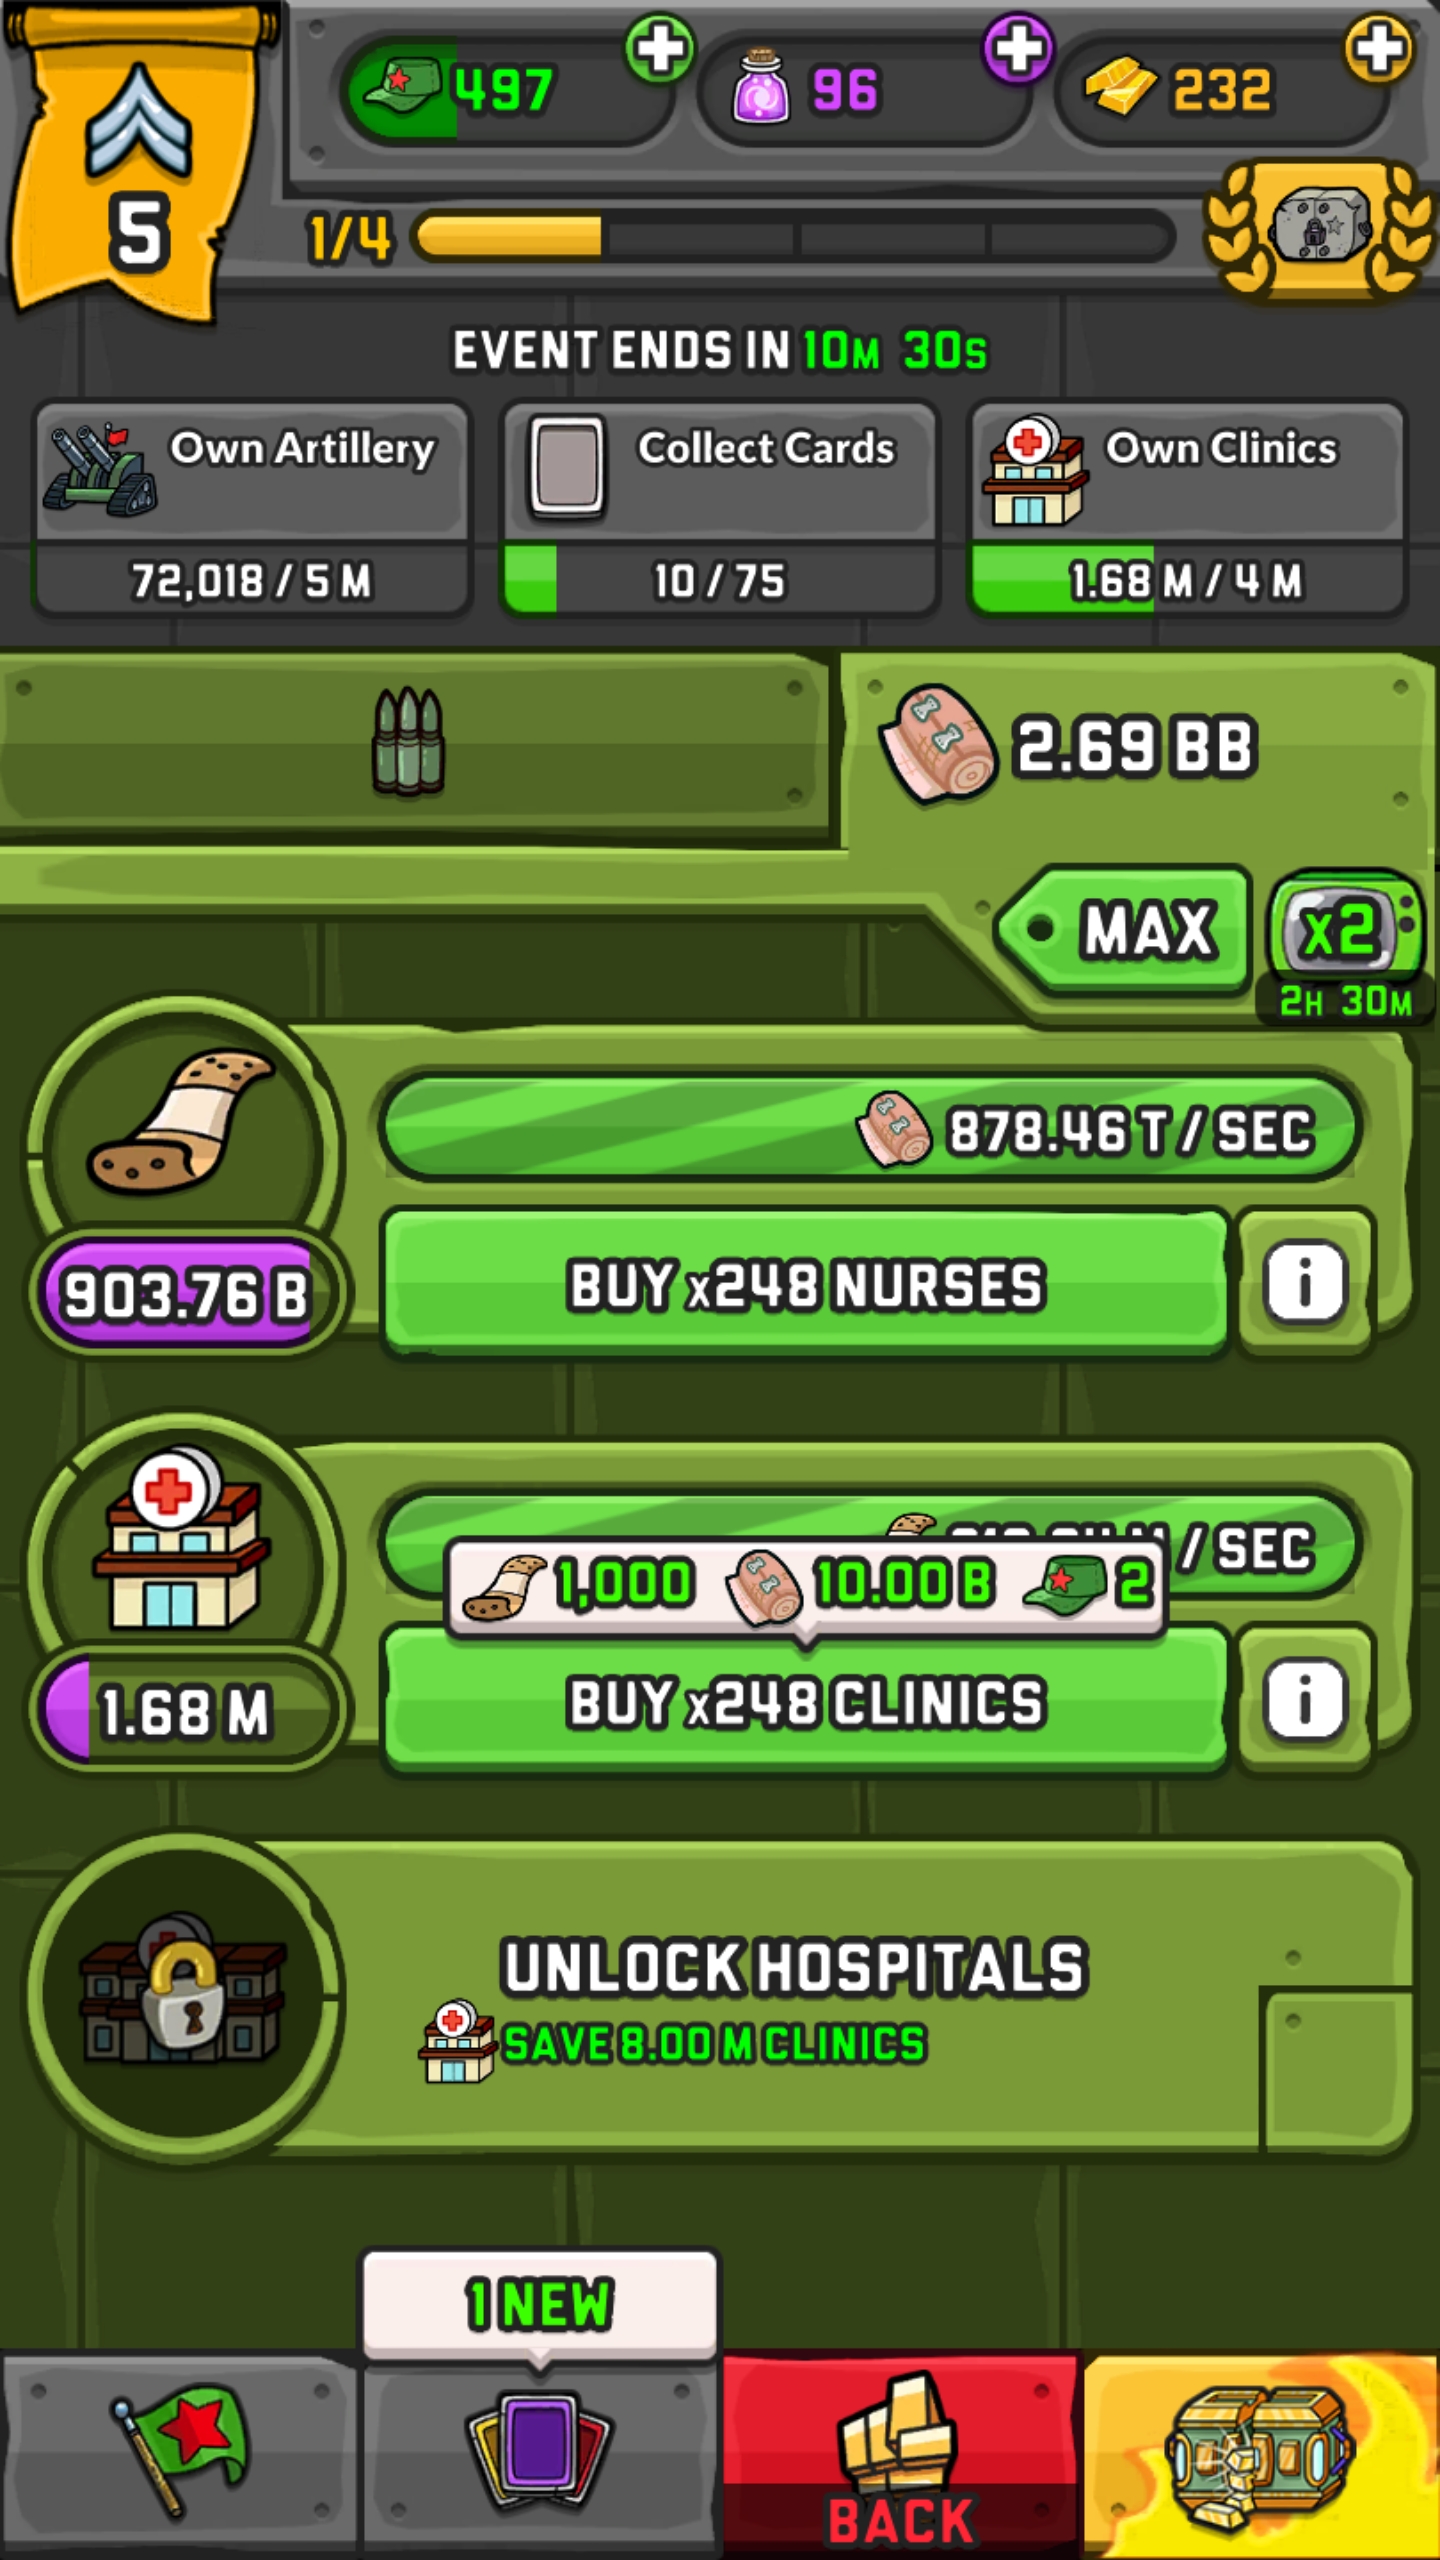 497
96
232
5
1/4
EVENT ENDS IN 10M 30S
Own Artillery
72,018 / 5 M
Collect Cards
10 / 75
Own Clinics
1.68 M / 4 M
2.69 BB
MAX
x2
2H 30M
878.46 T / SEC
903.76 B
BUY x248 NURSES
i
/ SEC
1,000
10.00 B
2
1.68 M
BUY x248 CLINICS
i
UNLOCK HOSPITALS
SAVE 8.00 M CLINICS
1 NEW
BACK